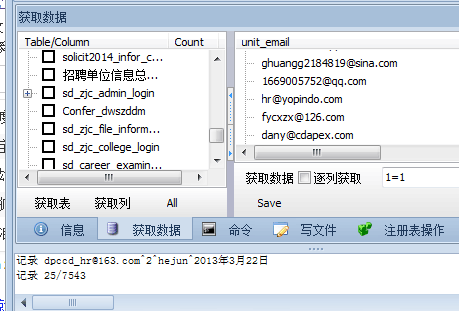 获取数据
Table/Column Count
solicit2014_infor_c...
招聘单位信息总...
sd_zjc_admin_login
Confer_dwszddm
sd_zjc_file_inform...
sd_zjc_college_login
sd_career_examin...
获取表 获取列 All
unit_email
ghuangg2184819@sina.com
1669005752@qq.com
hr@yopindo.com
fycxzx@126.com
dany@cdapex.com
获取数据 逐列获取 1=1
Save
信息 获取数据 命令 写文件 注册表操作
记录 dpccd_hr@163.com^2^hejun^2013年3月22日
记录 25/7543